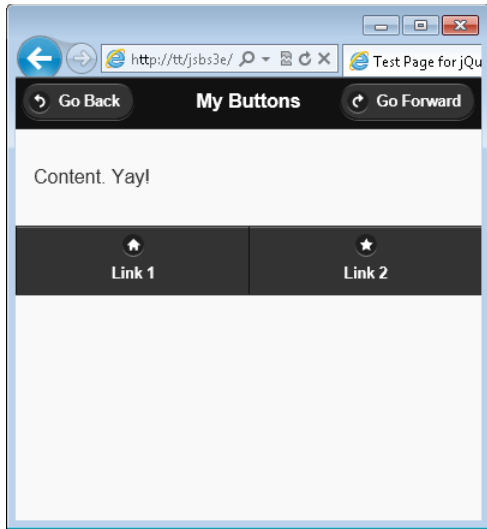 http://tt/jsbs3e/
Test Page for jQu
Go Back
My Buttons
Go Forward
Content. Yay!
Link 1
Link 2